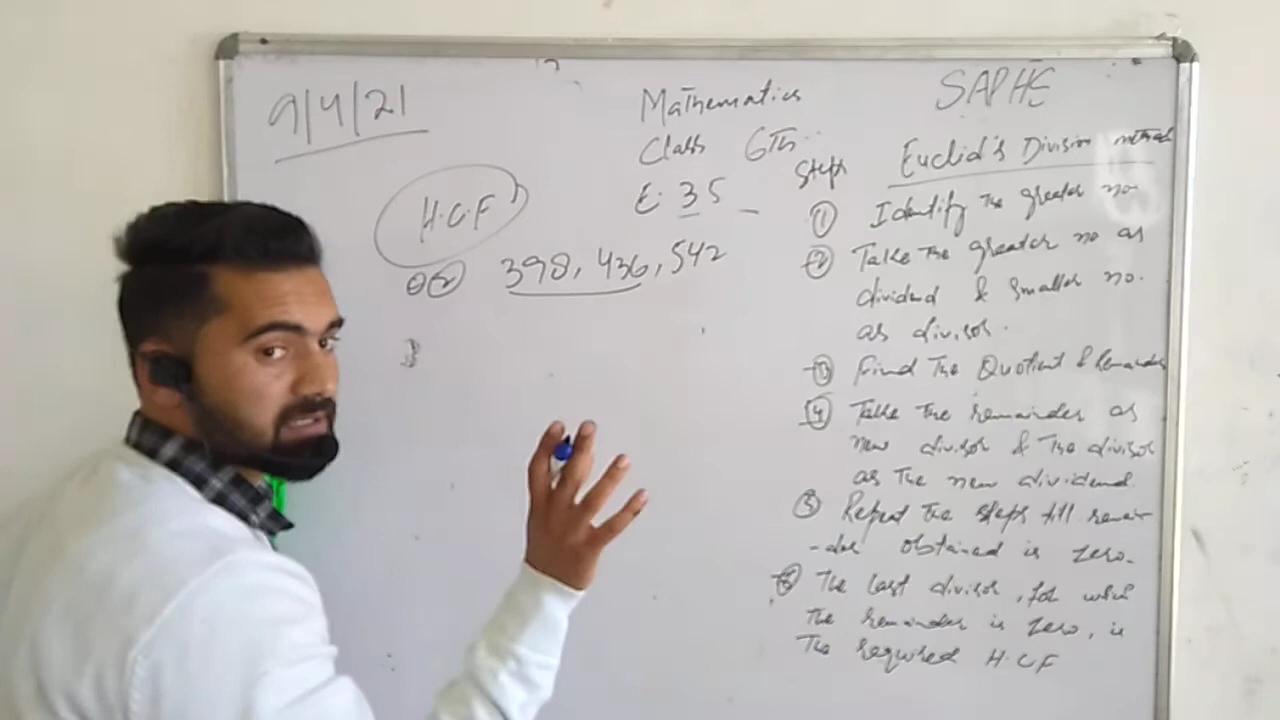 9/4/21
Mathematics
Class 6Th
E. 35
H.C.F
Q 2 398, 436, 542
SAPHS
Steps Euclid's Division method
① Identify The greater no
② Take The greater no as
dividend & smaller no.
as divisor.
③ Find The Quotient & Remainder
④ Take The remainder as
new divisor & The divisor
as The new dividend.
⑤ Repeat The steps till remain
-der obtained is zero.
⑥ The last divisor, for which
The remainder is zero, is
The required H.C.F